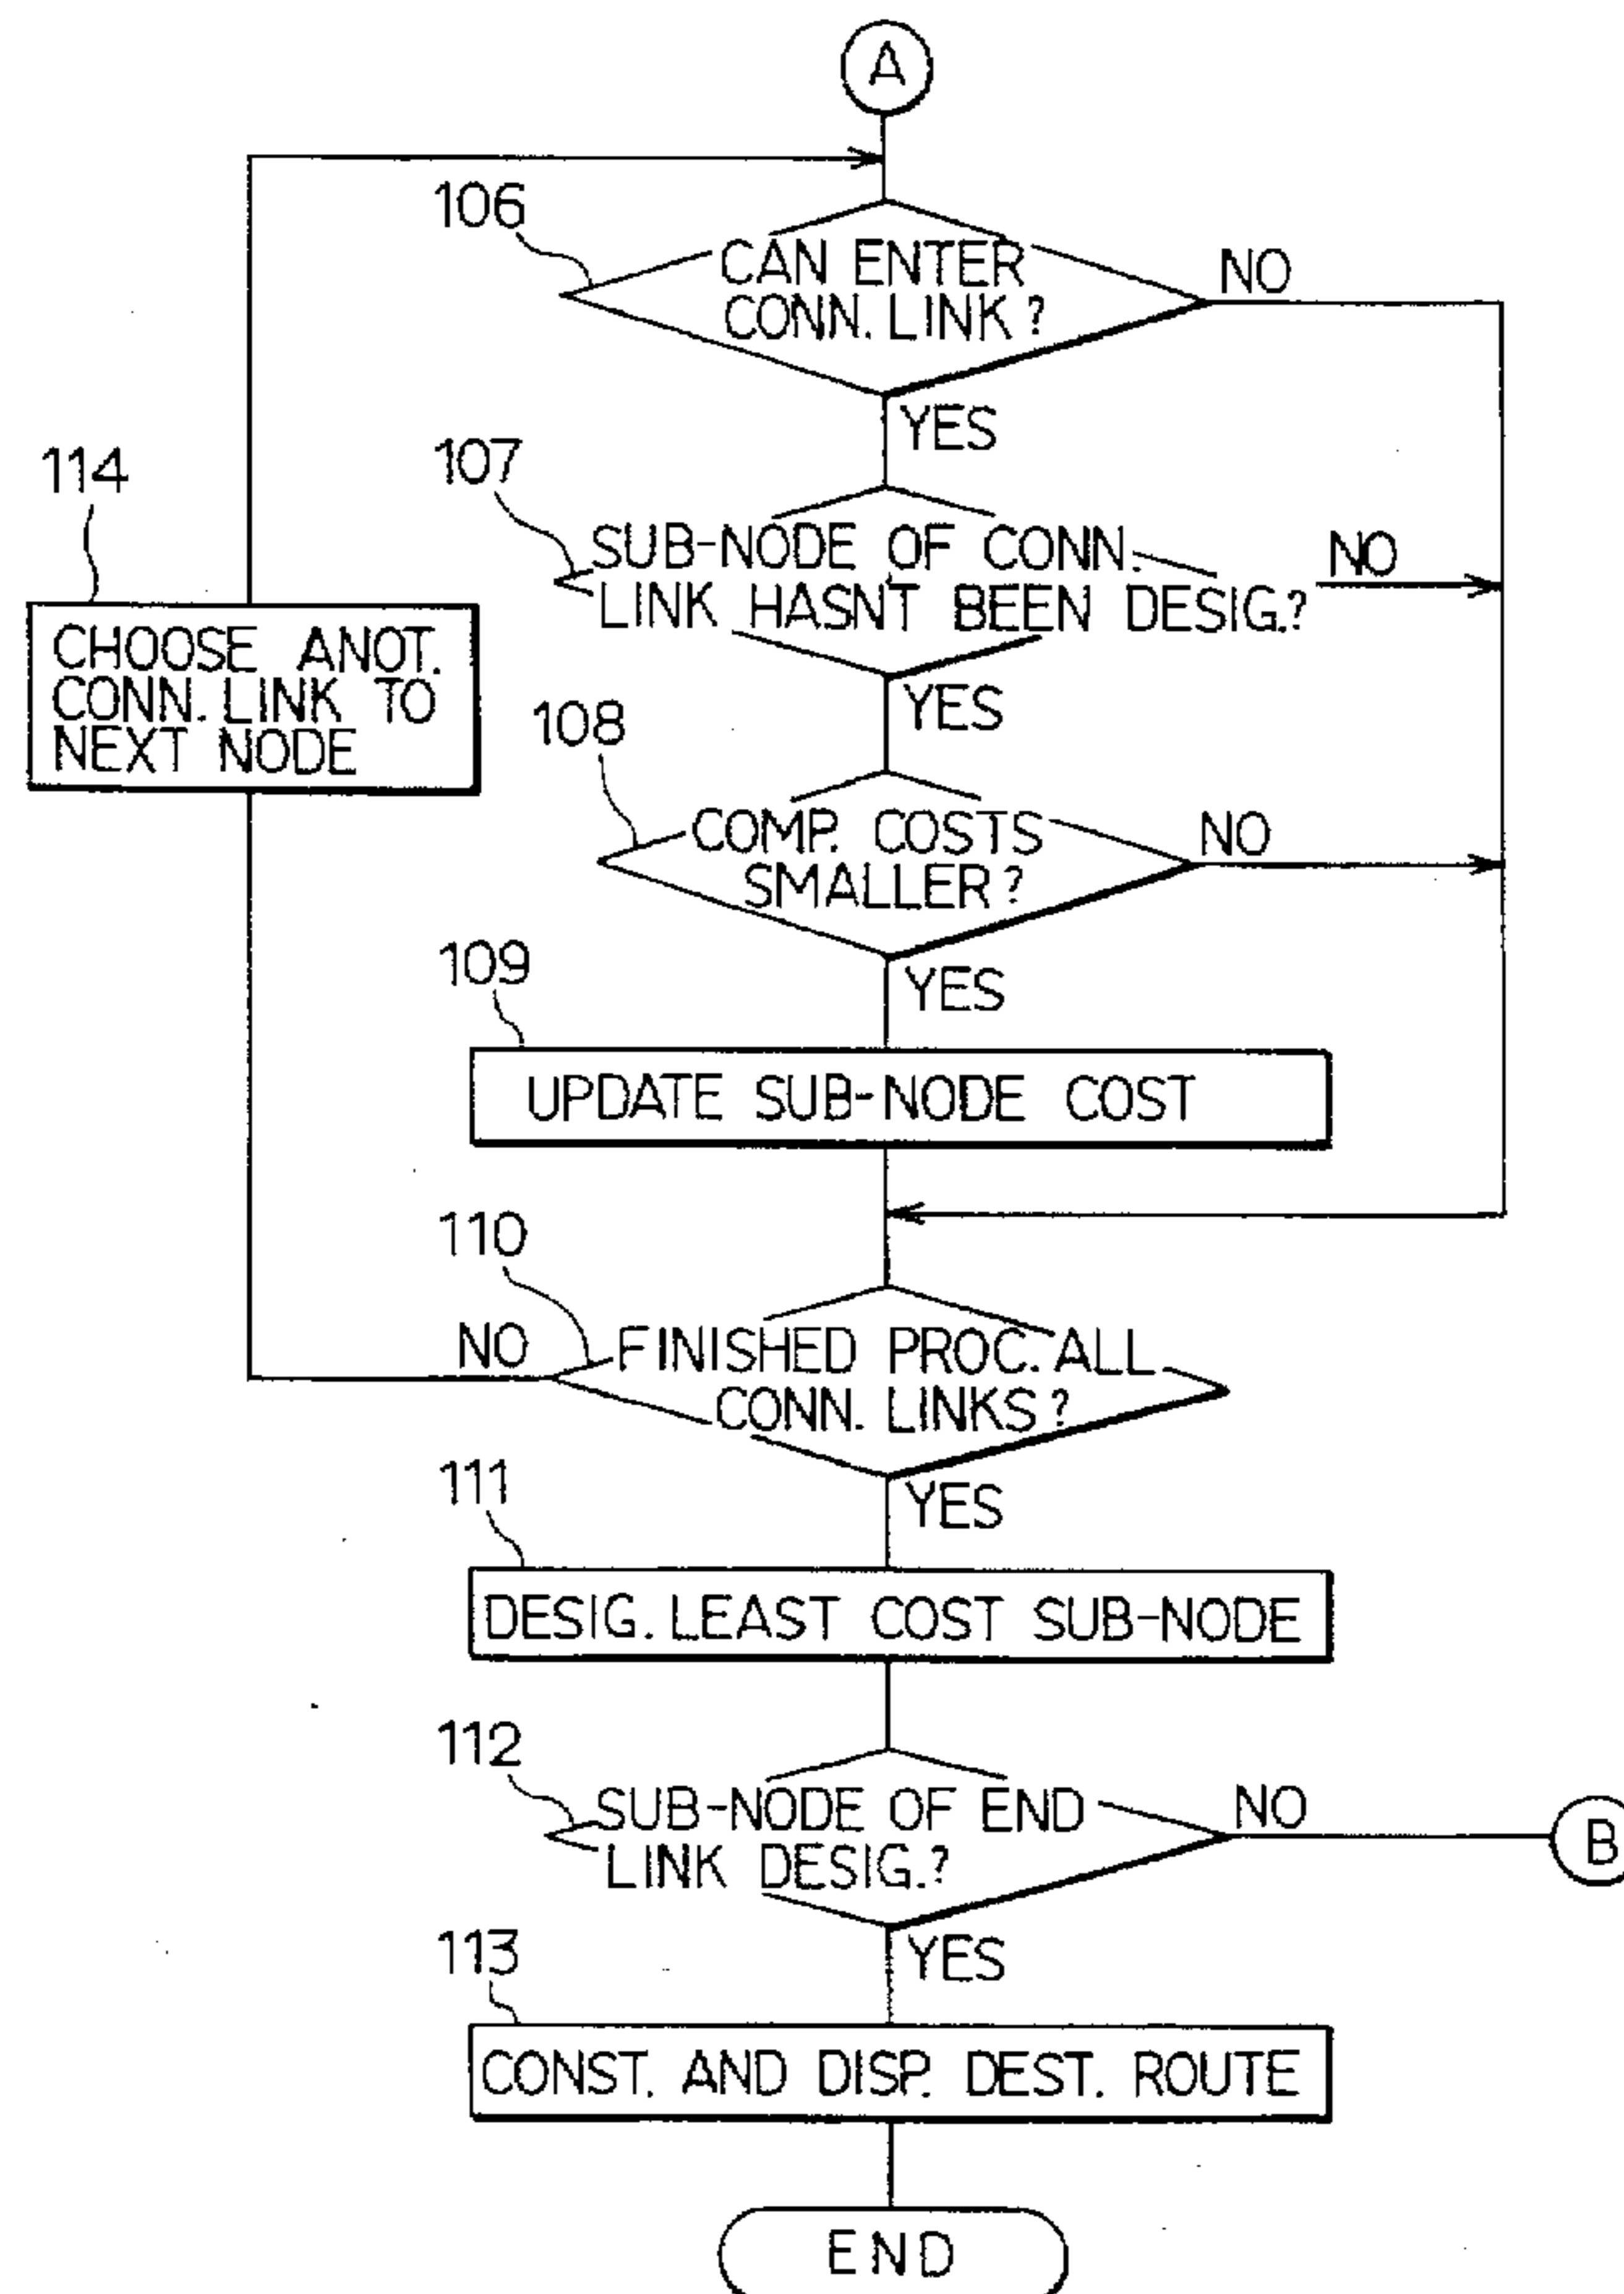 A
106
CAN ENTER
CONN. LINK?
NO
YES
107
SUB-NODE OF CONN.
LINK HASNT BEEN DESIG.?
NO
YES
114
CHOOSE ANOT.
CONN. LINK TO
NEXT NODE
108
COMP. COSTS
SMALLER?
NO
YES
109
UPDATE SUB-NODE COST
110
NO
FINISHED PROC. ALL
CONN. LINKS?
YES
111
DESIG. LEAST COST SUB-NODE
112
SUB-NODE OF END
LINK DESIG.?
NO
B
YES
113
CONST. AND DISP. DEST. ROUTE
END